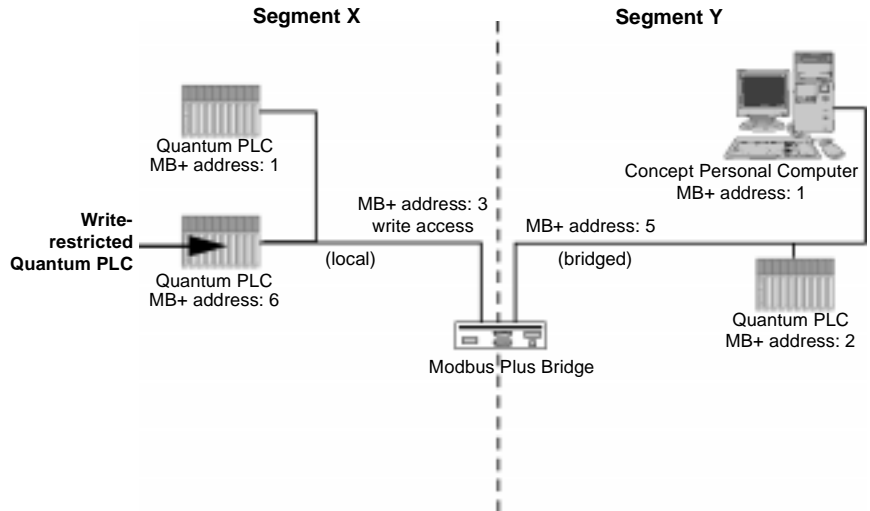 Segment X
Segment Y
Quantum PLC
MB+ address: 1
Concept Personal Computer
MB+ address: 1
MB+ address: 3
write access
MB+ address: 5
Write-
restricted
Quantum PLC
(local)
(bridged)
Quantum PLC
MB+ address: 6
Quantum PLC
MB+ address: 2
Modbus Plus Bridge